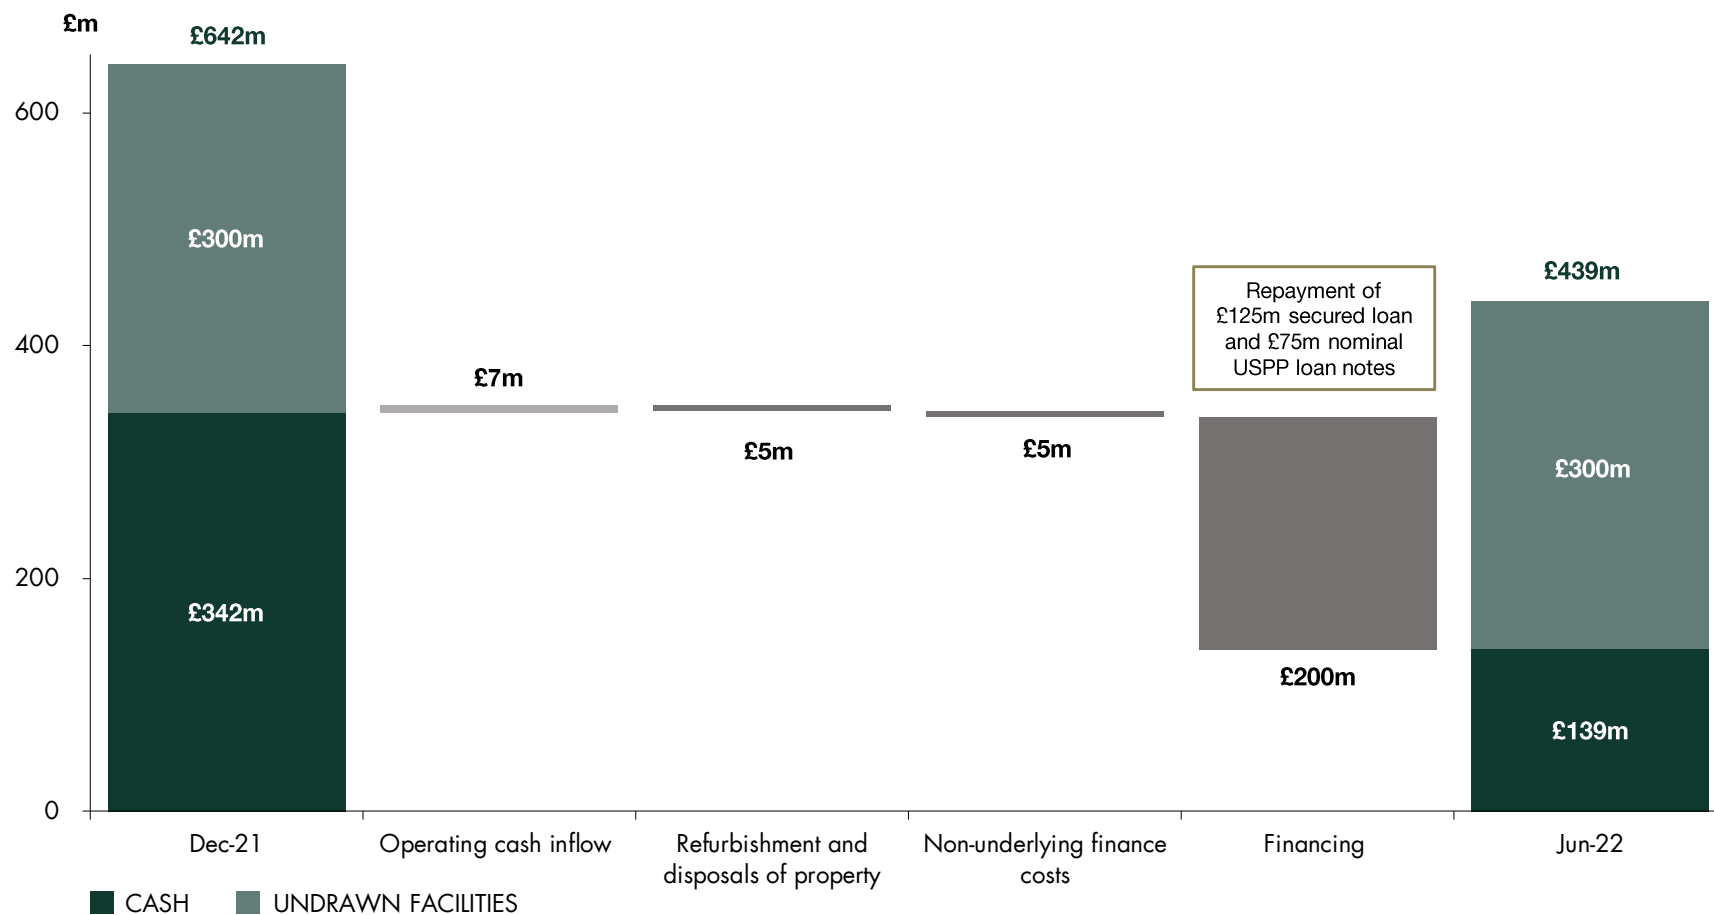 £m
£642m
600
£300m
£439m
Repayment of
£125m secured loan
and £75m nominal
USPP loan notes
400
£7m
£5m
£5m
£300m
200
£342m
£200m
£139m
0
Dec-21
Operating cash inflow
Refurbishment and
disposals of property
Non-underlying finance
costs
Financing
Jun-22
CASH
UNDRAWN FACILITIES